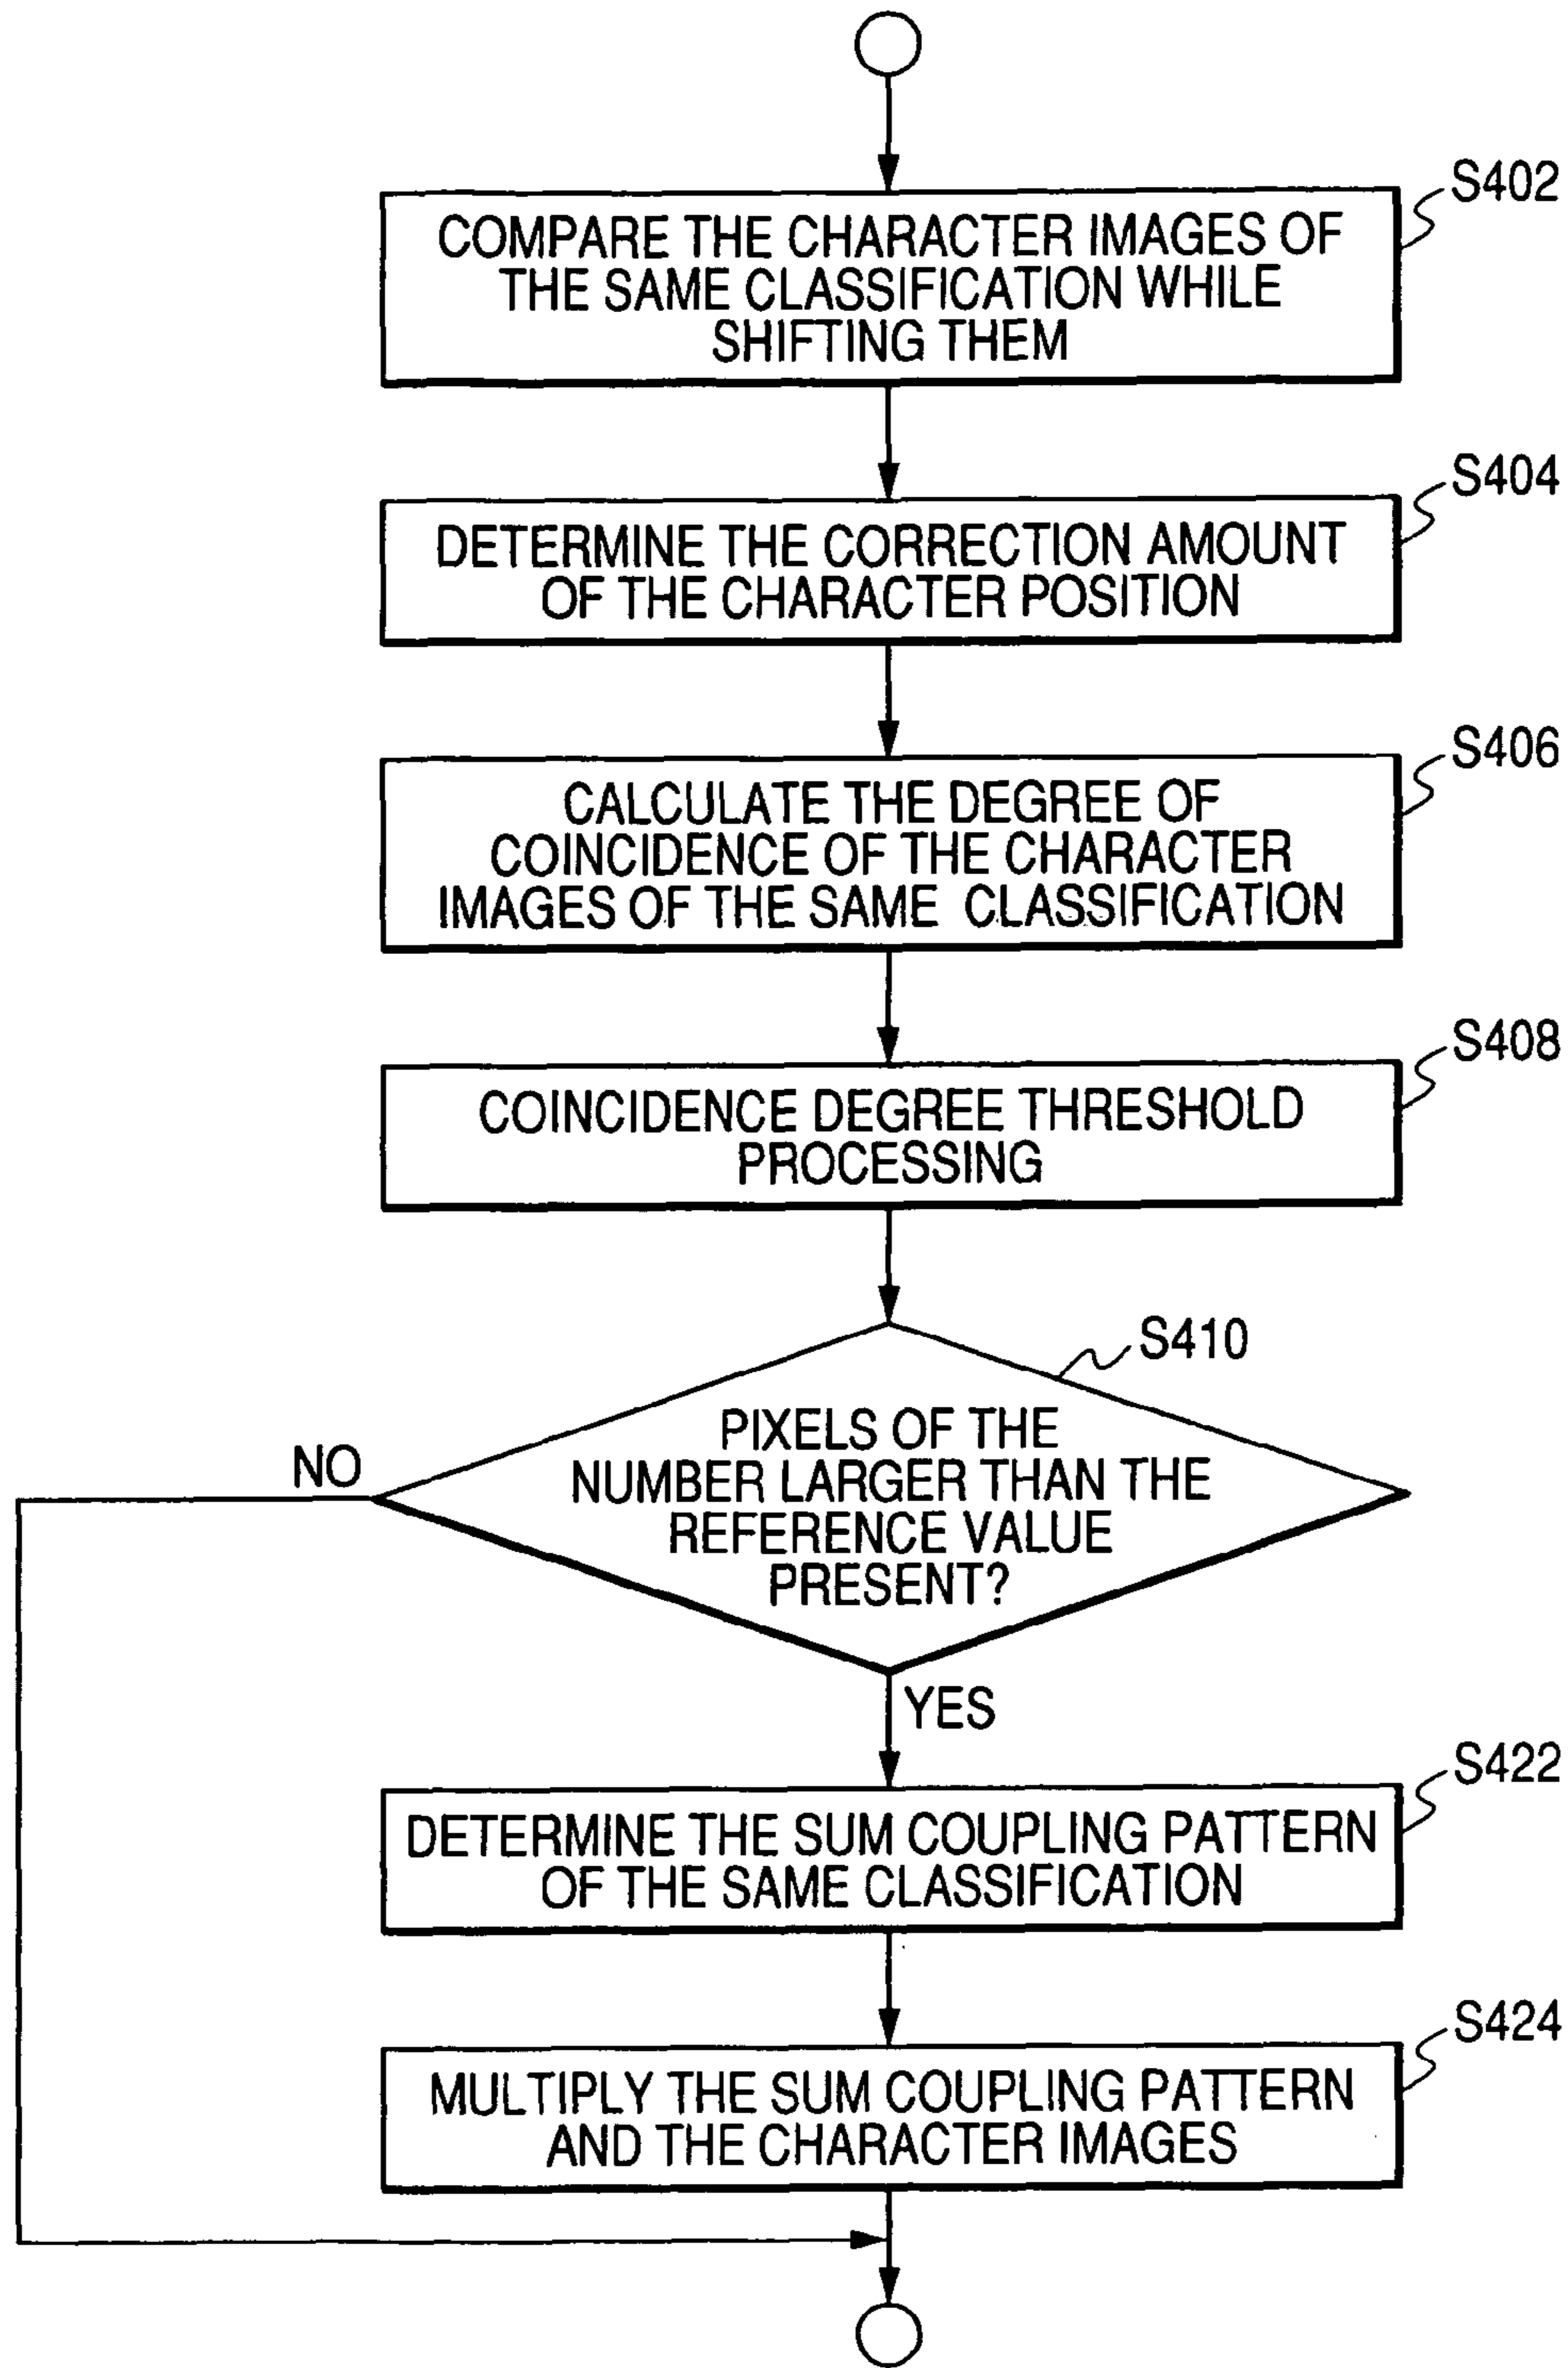 S402
COMPARE THE CHARACTER IMAGES OF
THE SAME CLASSIFICATION WHILE
SHIFTING THEM
S404
DETERMINE THE CORRECTION AMOUNT
OF THE CHARACTER POSITION
S406
CALCULATE THE DEGREE OF
COINCIDENCE OF THE CHARACTER
IMAGES OF THE SAME CLASSIFICATION
S408
COINCIDENCE DEGREE THRESHOLD
PROCESSING
S410
PIXELS OF THE
NUMBER LARGER THAN THE
REFERENCE VALUE
PRESENT?
NO
YES
S422
DETERMINE THE SUM COUPLING PATTERN
OF THE SAME CLASSIFICATION
S424
MULTIPLY THE SUM COUPLING PATTERN
AND THE CHARACTER IMAGES